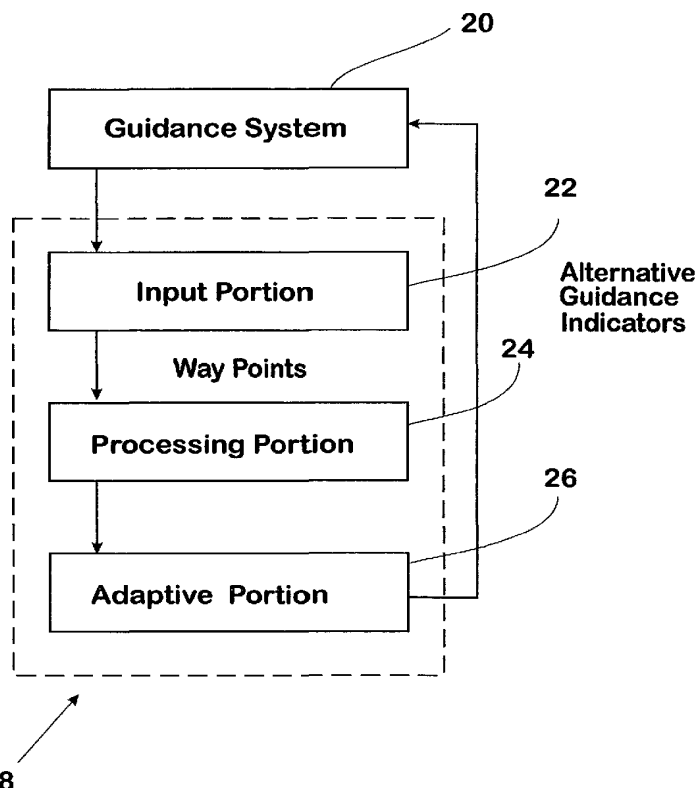 20
Guidance System
22
Input Portion
Alternative
Guidance
Indicators
Way Points
24
Processing Portion
26
Adaptive Portion
8